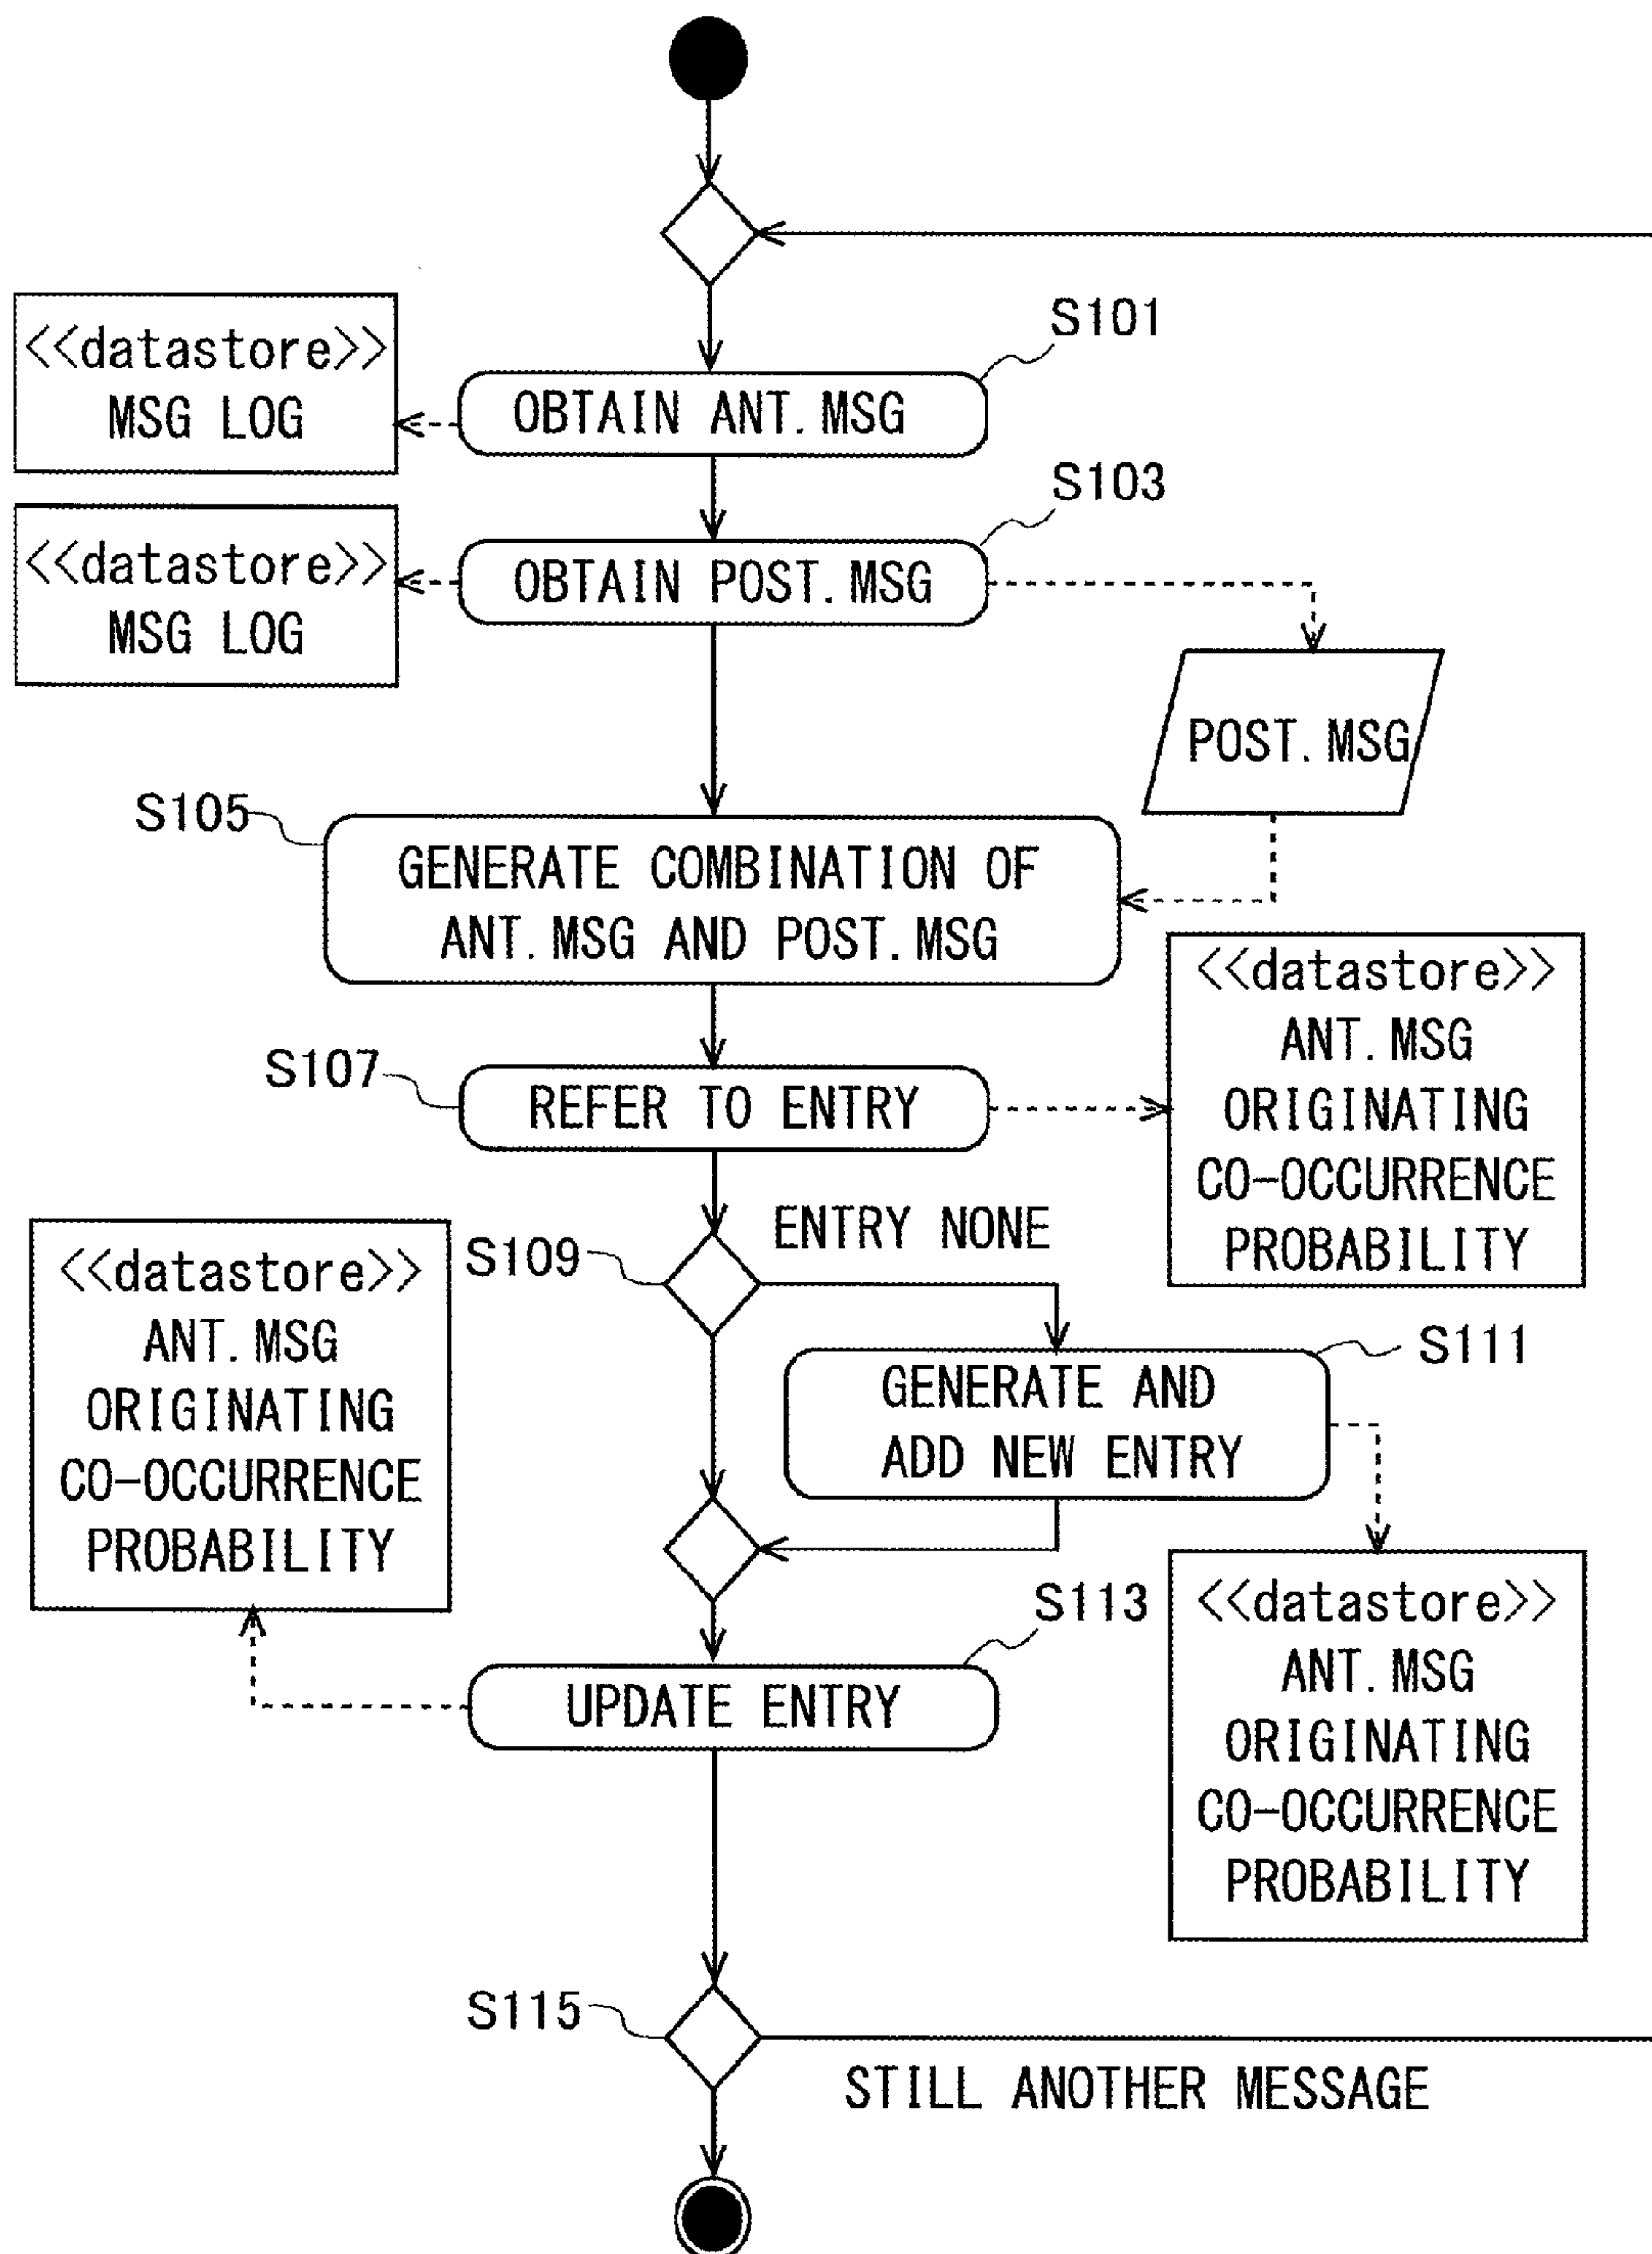 S101
<<datastore>>
MSG LOG
OBTAIN ANT.MSG
S103
<<datastore>>
MSG LOG
OBTAIN POST.MSG
POST.MSG
S105
GENERATE COMBINATION OF
ANT.MSG AND POST.MSG
<<datastore>>
ANT.MSG
ORIGINATING
CO-OCCURRENCE
PROBABILITY
S107
REFER TO ENTRY
ENTRY NONE
S109
<<datastore>>
ANT.MSG
ORIGINATING
CO-OCCURRENCE
PROBABILITY
S111
GENERATE AND
ADD NEW ENTRY
S113
<<datastore>>
ANT.MSG
ORIGINATING
CO-OCCURRENCE
PROBABILITY
UPDATE ENTRY
S115
STILL ANOTHER MESSAGE